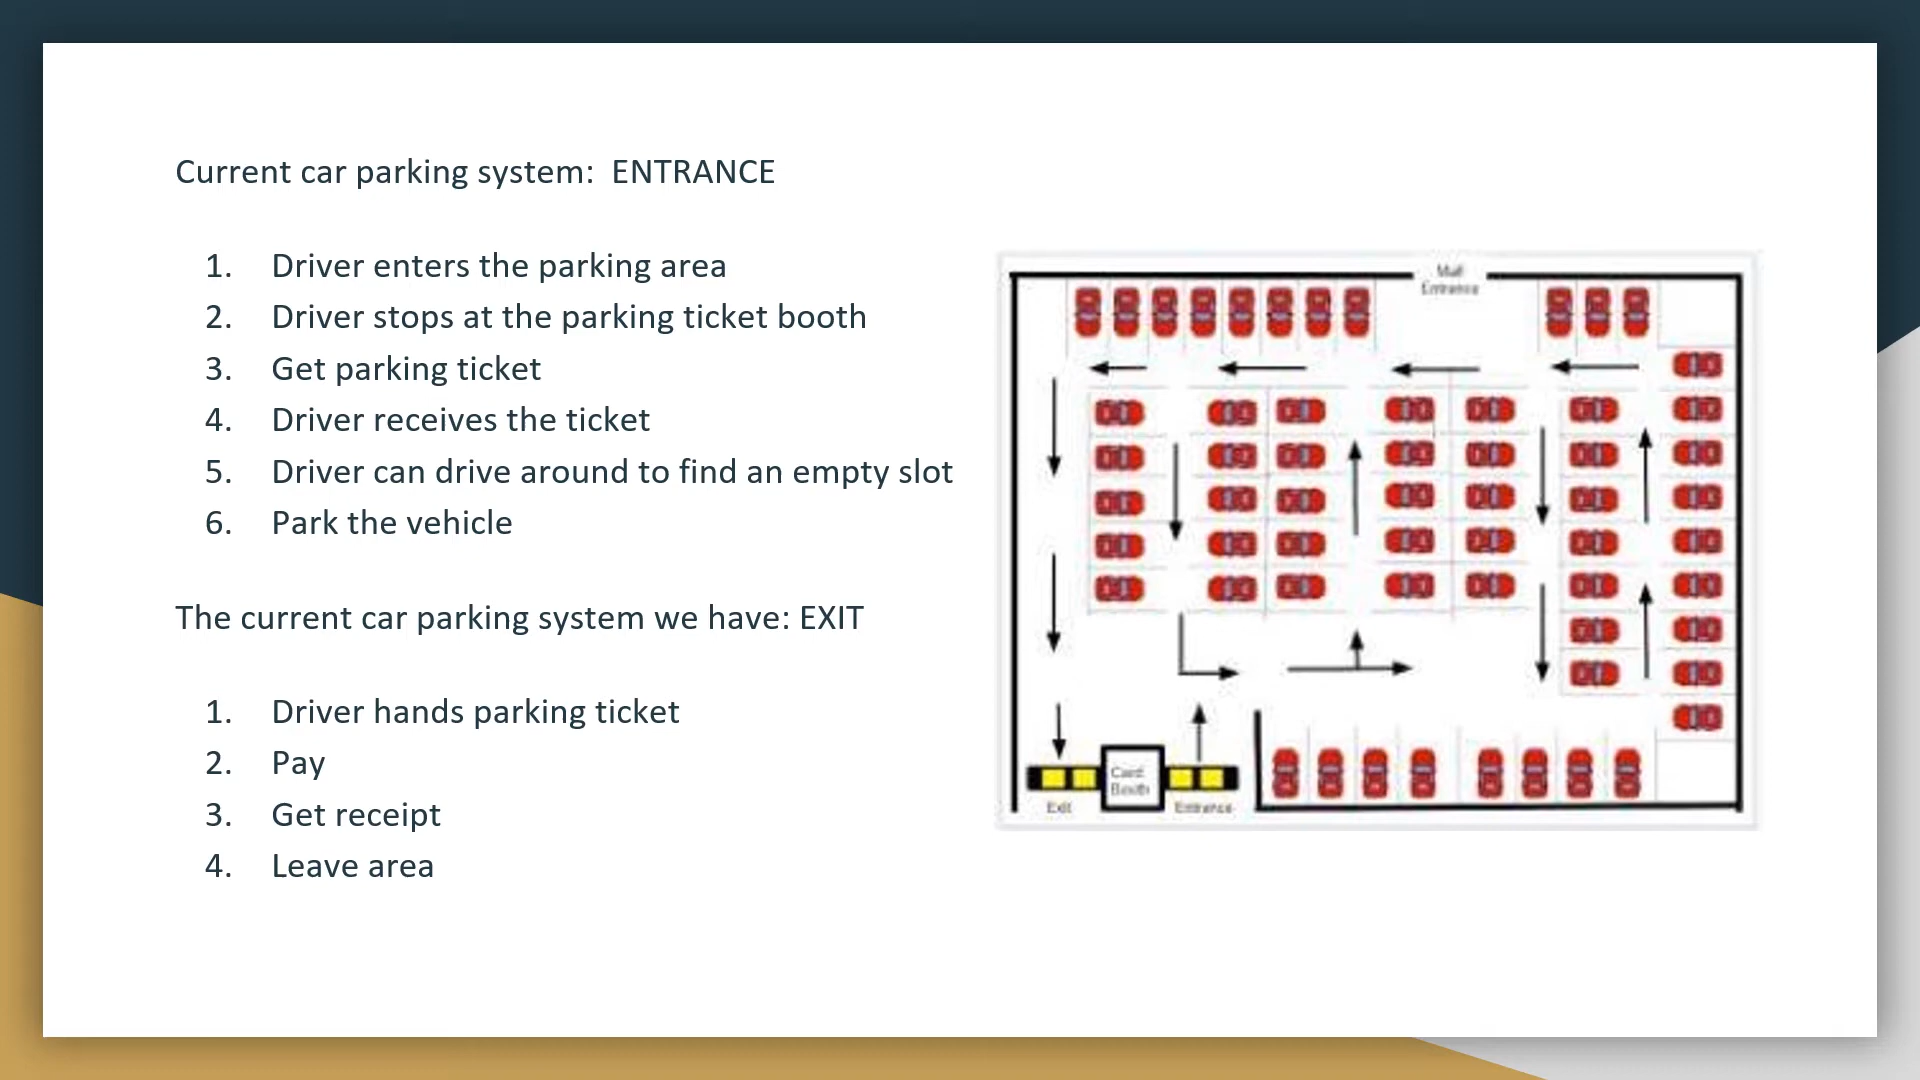 Current car parking system:  ENTRANCE
1. Driver enters the parking area
2. Driver stops at the parking ticket booth
3. Get parking ticket
4. Driver receives the ticket
5. Driver can drive around to find an empty slot
6. Park the vehicle
The current car parking system we have: EXIT
1. Driver hands parking ticket
2. Pay
3. Get receipt
4. Leave area
Mall
Entrance
Booth
Exit
Entrance